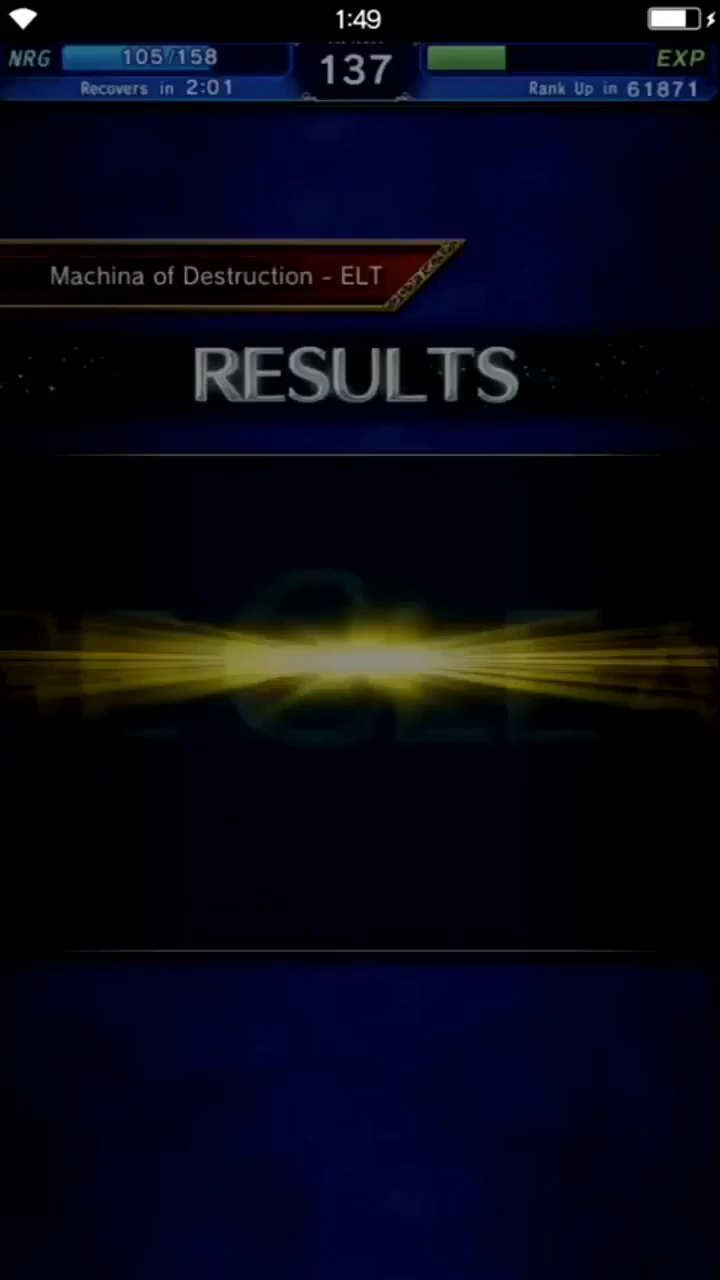 1:49
NRG 105/158 137 EXP
Recovers in 2:01 Rank Up in 61871
Machina of Destruction - ELT
RESULTS